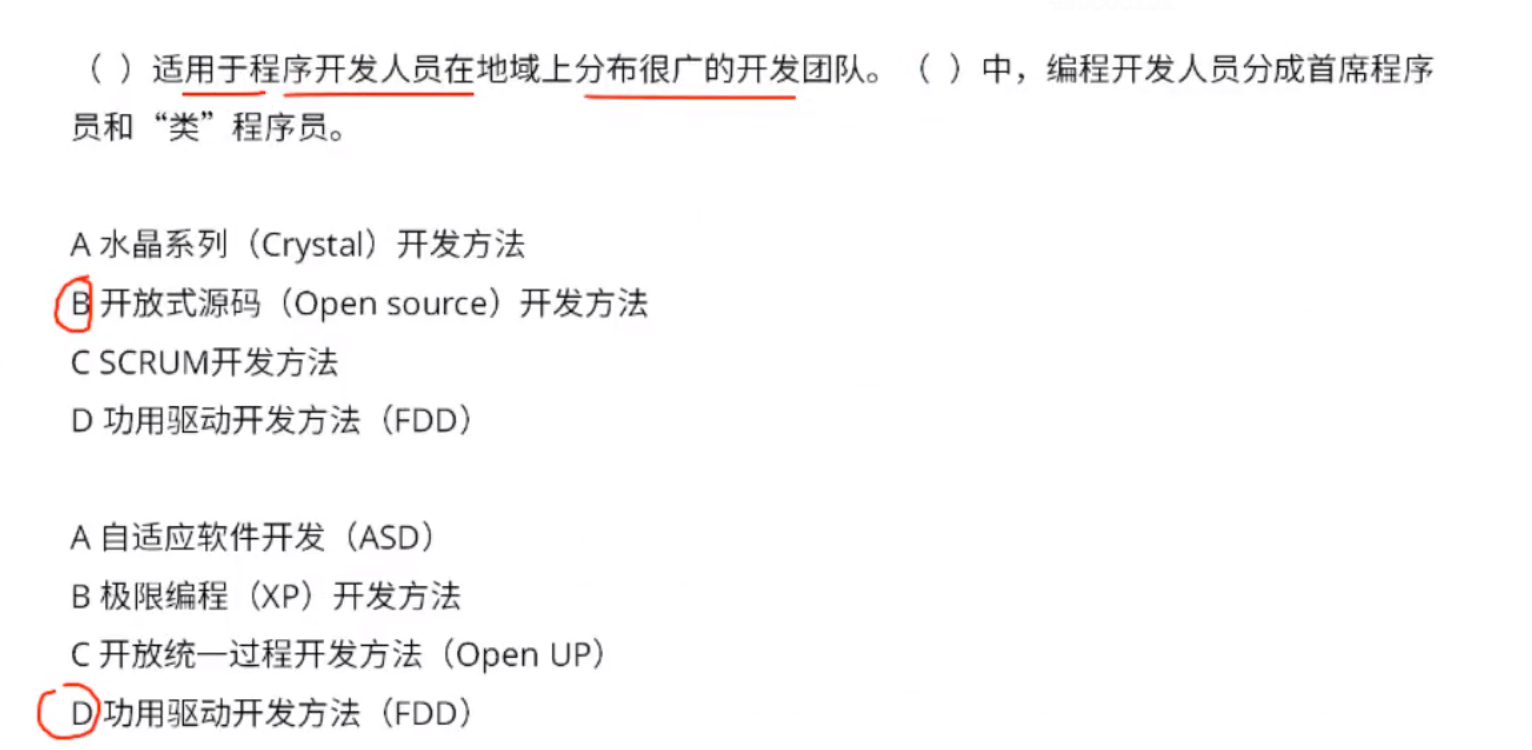 （ ）适用于程序开发人员在地域上分布很广的开发团队。（ ）中，编程开发人员分成首席程序
员和“类”程序员。
A 水晶系列（Crystal）开发方法
B 开放式源码（Open source）开发方法
C SCRUM开发方法
D 功用驱动开发方法（FDD）
A 自适应软件开发（ASD）
B 极限编程（XP）开发方法
C 开放统一过程开发方法（Open UP）
D 功用驱动开发方法（FDD）